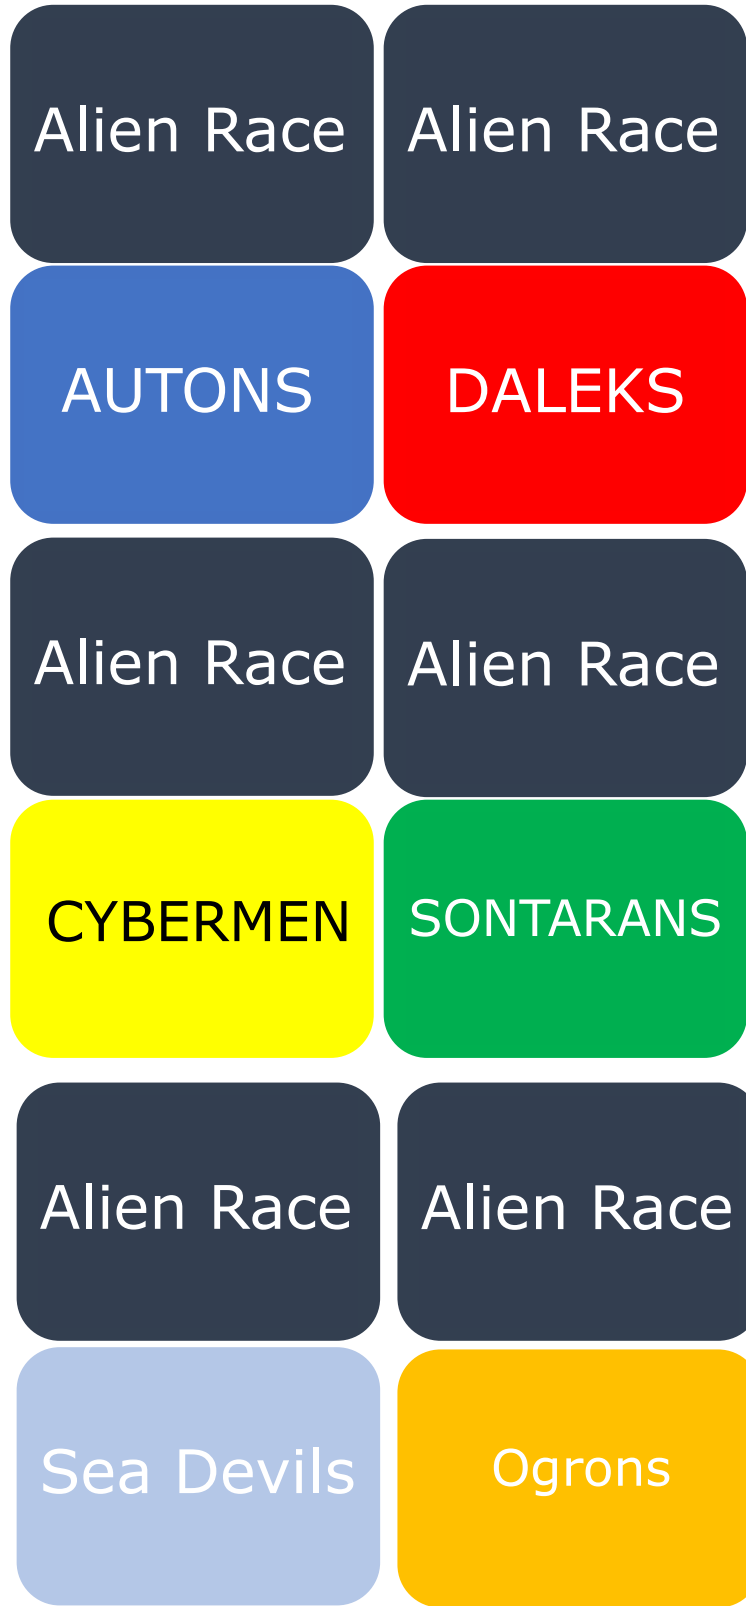 Alien Race
Alien Race
AUTONS
DALEKS
Alien Race
Alien Race
CYBERMEN
SONTARANS
Alien Race
Alien Race
Sea Devils
Ogrons